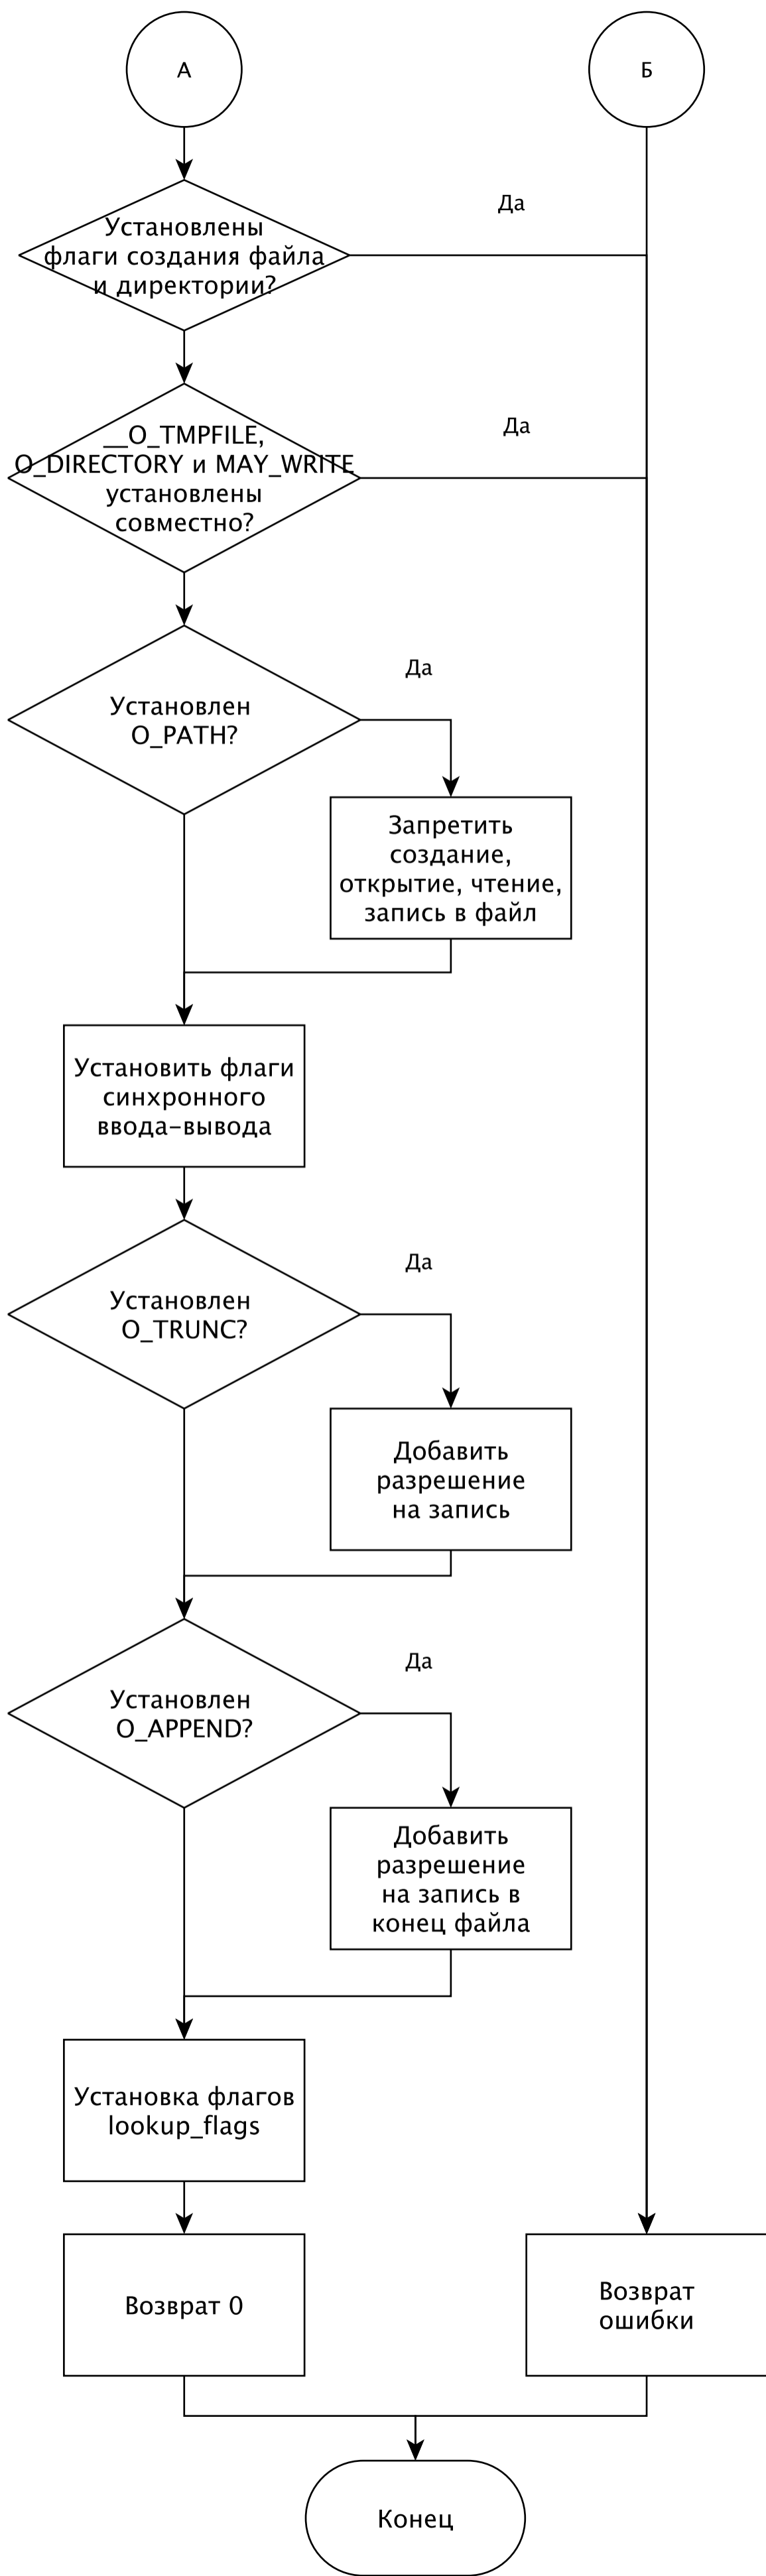 А
Б
Установлены
флаги создания файла
и директории?
Да
__O_TMPFILE,
O_DIRECTORY и MAY_WRITE
установлены
совместно?
Да
Установлен
O_PATH?
Да
Запретить
создание,
открытие, чтение,
запись в файл
Установить флаги
синхронного
ввода-вывода
Установлен
O_TRUNC?
Да
Добавить
разрешение
на запись
Установлен
O_APPEND?
Да
Добавить
разрешение
на запись в
конец файла
Установка флагов
lookup_flags
Возврат 0
Возврат
ошибки
Конец